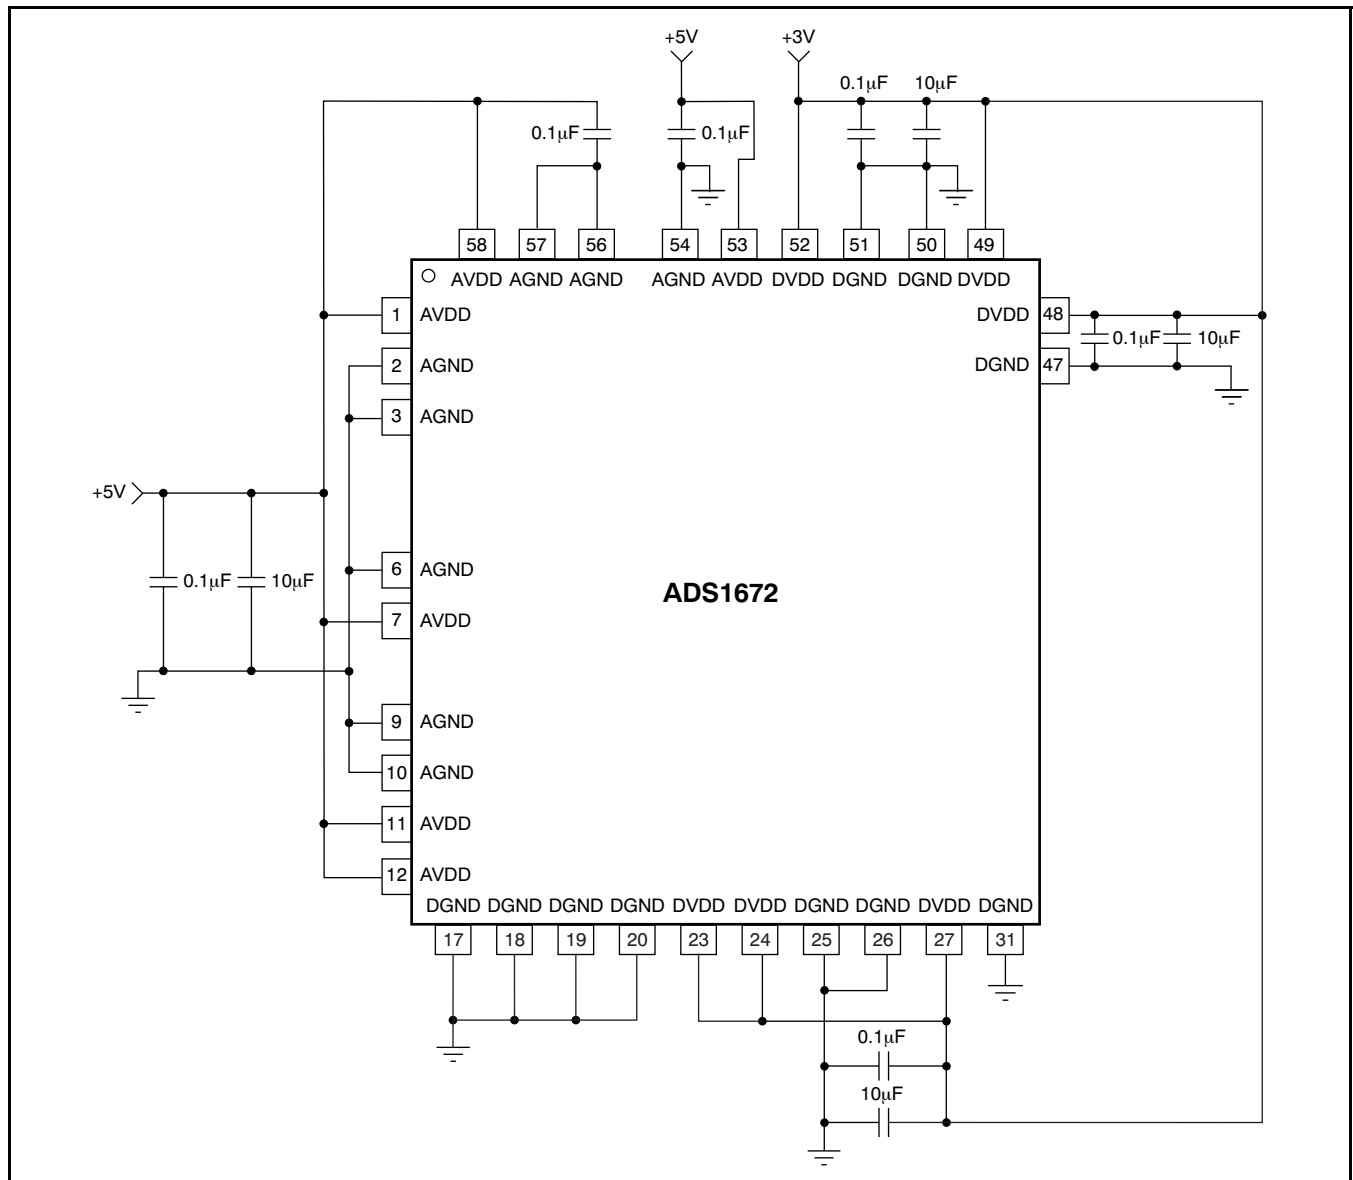 +5V +3V
0.1μF 10μF
0.1μF 0.1μF
58 57 56 54 53 52 51 50 49
AVDD AGND AGND AGND AVDD DVDD DGND DGND DVDD
1 AVDD DVDD 48
0.1μF 10μF
2 AGND DGND 47
3 AGND
+5V
6 AGND
0.1μF 10μF
ADS1672
7 AVDD
9 AGND
10 AGND
11 AVDD
12 AVDD
DGND DGND DGND DGND DVDD DVDD DGND DGND DVDD DGND
17 18 19 20 23 24 25 26 27 31
0.1μF
10μF